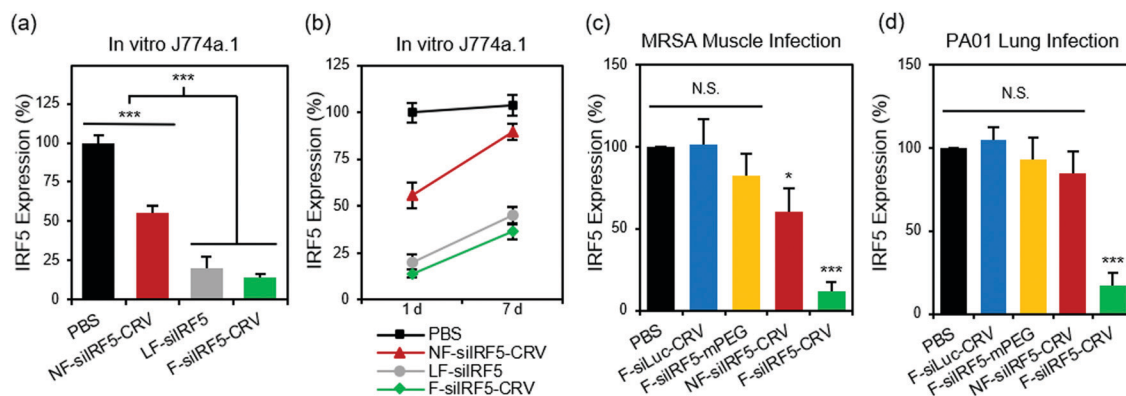 (a)
In vitro J774a.1
IRF5 Expression (%)
125
100
75
50
25
0
***
***
PBS
NF-siIRF5-CRV
LF-siIRF5
F-siIRF5-CRV
(b)
In vitro J774a.1
IRF5 Expression (%)
125
100
75
50
25
0
1 d
7 d
PBS
NF-siIRF5-CRV
LF-siIRF5
F-siIRF5-CRV
(c)
MRSA Muscle Infection
IRF5 Expression (%)
150
100
50
0
N.S.
*
***
PBS
F-siLuc-CRV
F-siIRF5-mPEG
NF-siIRF5-CRV
F-siIRF5-CRV
(d)
PA01 Lung Infection
IRF5 Expression (%)
150
100
50
0
N.S.
***
PBS
F-siLuc-CRV
F-siIRF5-mPEG
NF-siIRF5-CRV
F-siIRF5-CRV